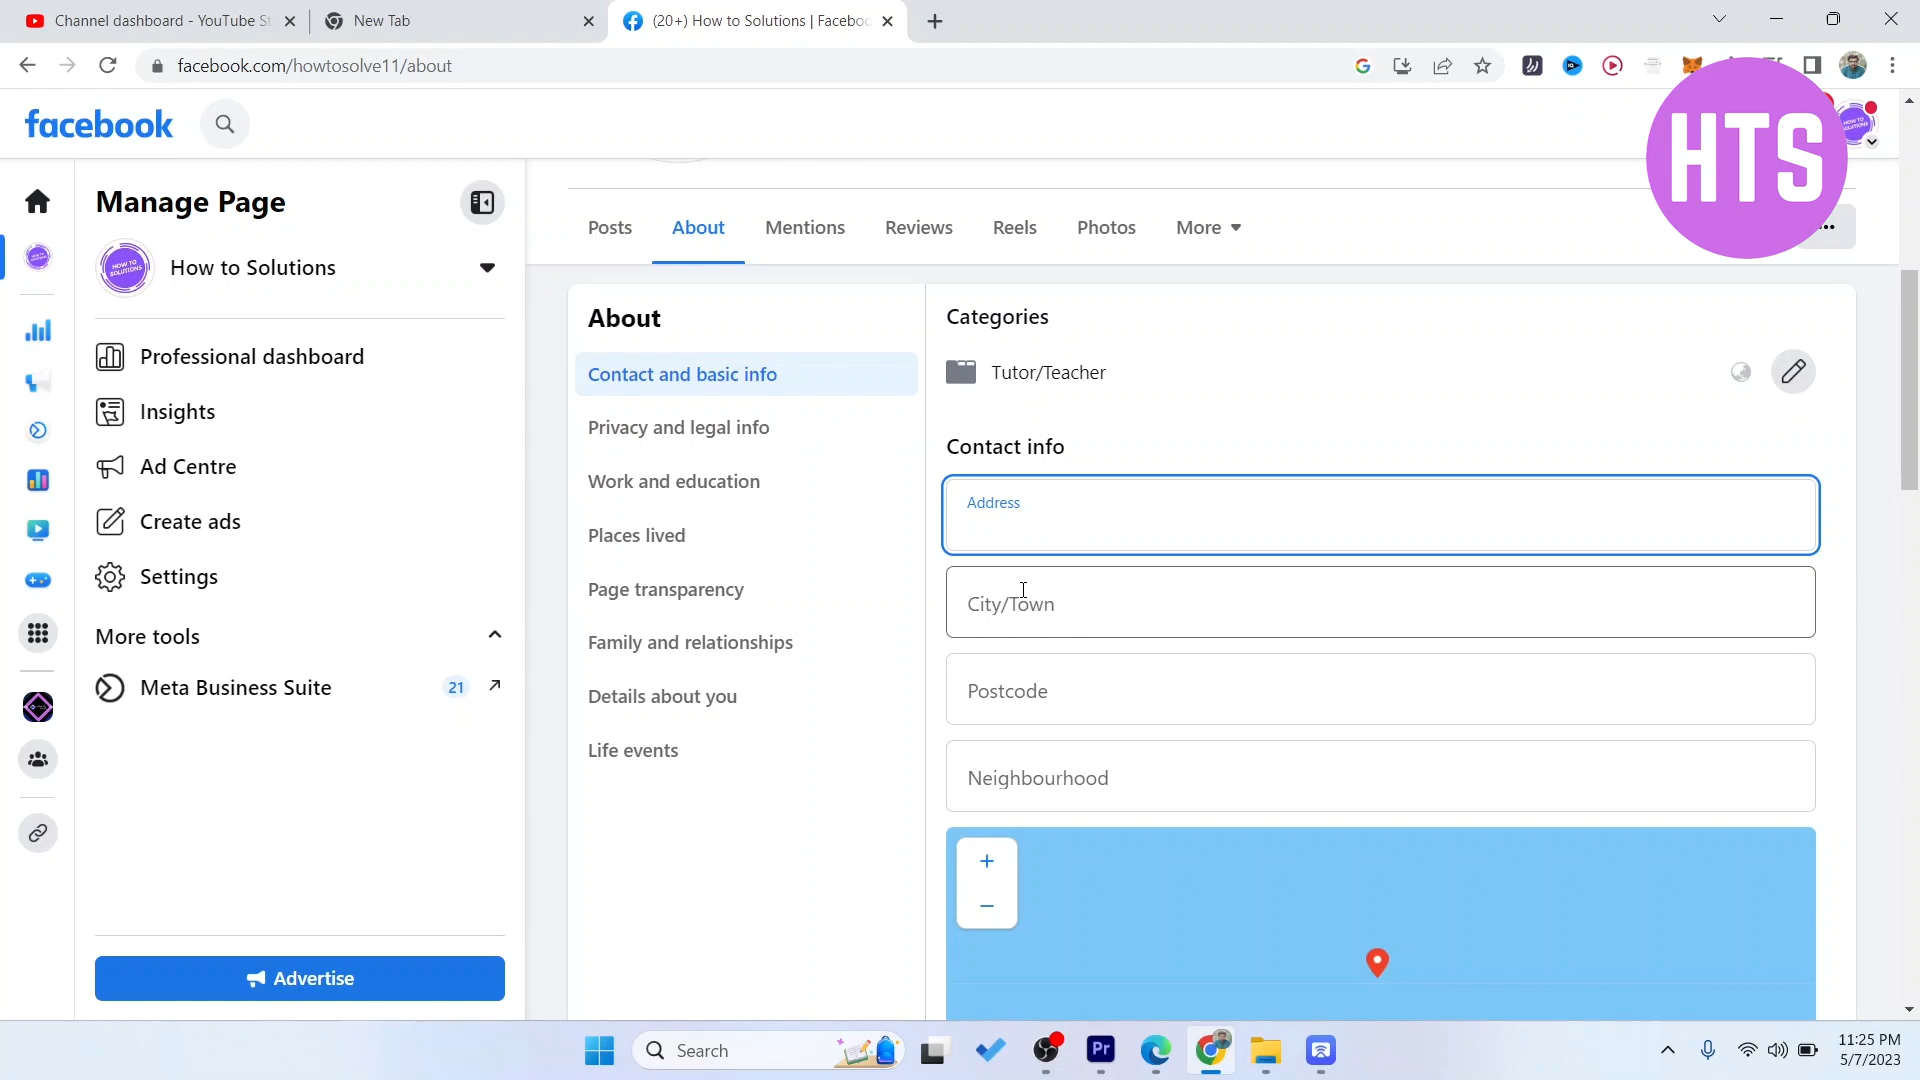 Channel dashboard - YouTube St
New Tab
(20+) How to Solutions | Faceboo
facebook.com/howtosolve11/about
facebook
HTS
Manage Page
HOW TO
SOLUTIONS
How to Solutions
Professional dashboard
Insights
Ad Centre
Create ads
Settings
More tools
Meta Business Suite
21
Advertise
Posts
About
Mentions
Reviews
Reels
Photos
More
About
Contact and basic info
Privacy and legal info
Work and education
Places lived
Page transparency
Family and relationships
Details about you
Life events
Categories
Tutor/Teacher
Contact info
Address
City/Town
Postcode
Neighbourhood
+
−
Search
Pr
11:25 PM
5/7/2023